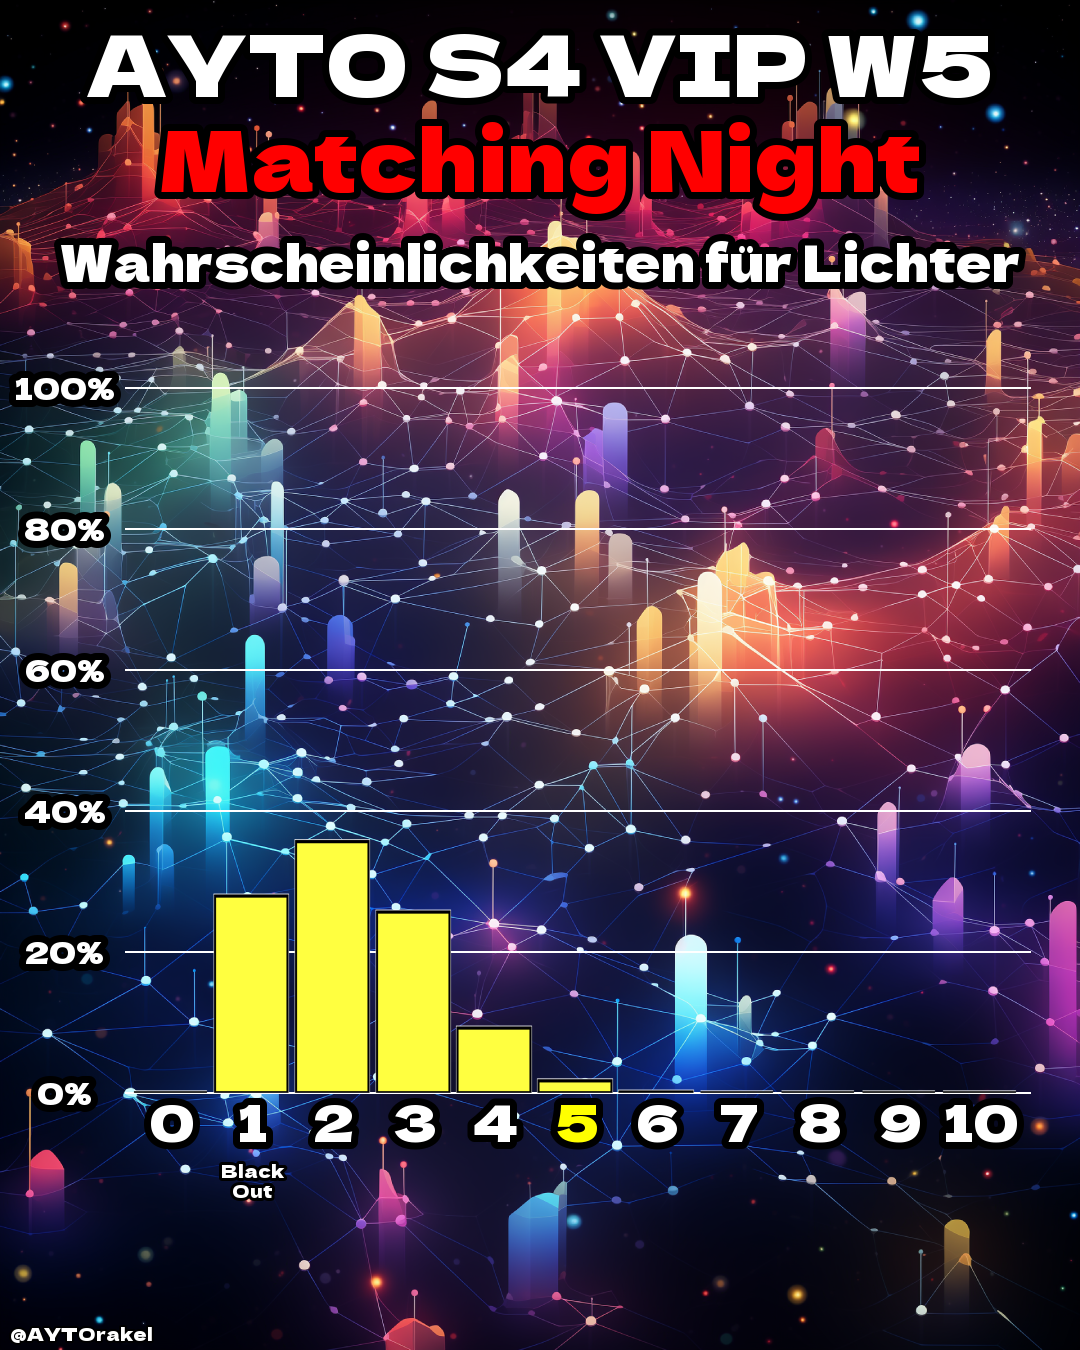 AYTO S4 VIP W5
Matching Night
Wahrscheinlichkeiten für Lichter
100%
80%
60%
40%
20%
0%
0 1 2 3 4 5 6 7 8 9 10
Black
Out
@AYTOrakel